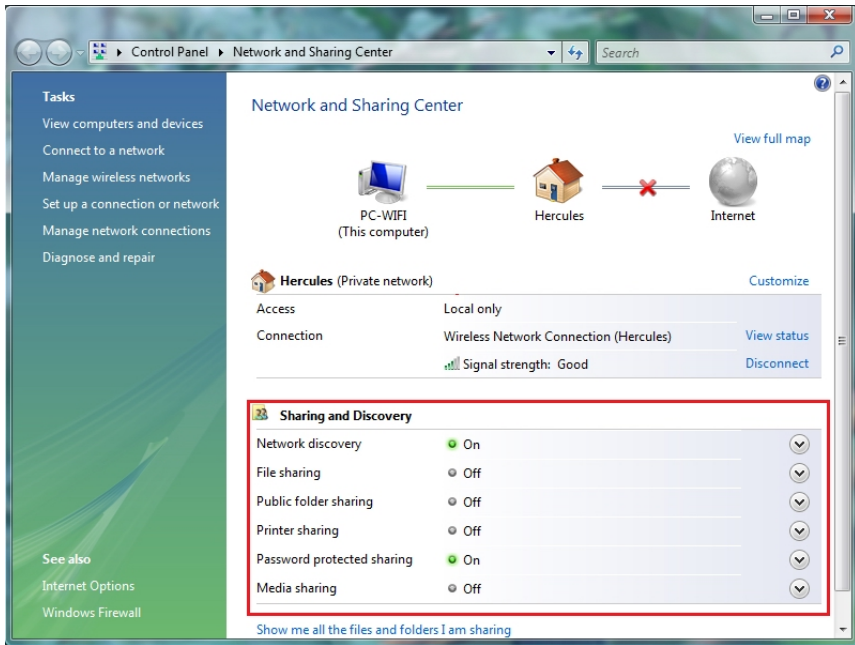 Control Panel ▸ Network and Sharing Center
Search
Tasks
View computers and devices
Connect to a network
Manage wireless networks
Set up a connection or network
Manage network connections
Diagnose and repair
See also
Internet Options
Windows Firewall
Network and Sharing Center
View full map
PC-WIFI
(This computer)
Hercules
Internet
Hercules (Private network)
Customize
Access Local only
Connection Wireless Network Connection (Hercules) View status
Signal strength: Good Disconnect
Sharing and Discovery
Network discovery On
File sharing Off
Public folder sharing Off
Printer sharing Off
Password protected sharing On
Media sharing Off
Show me all the files and folders I am sharing